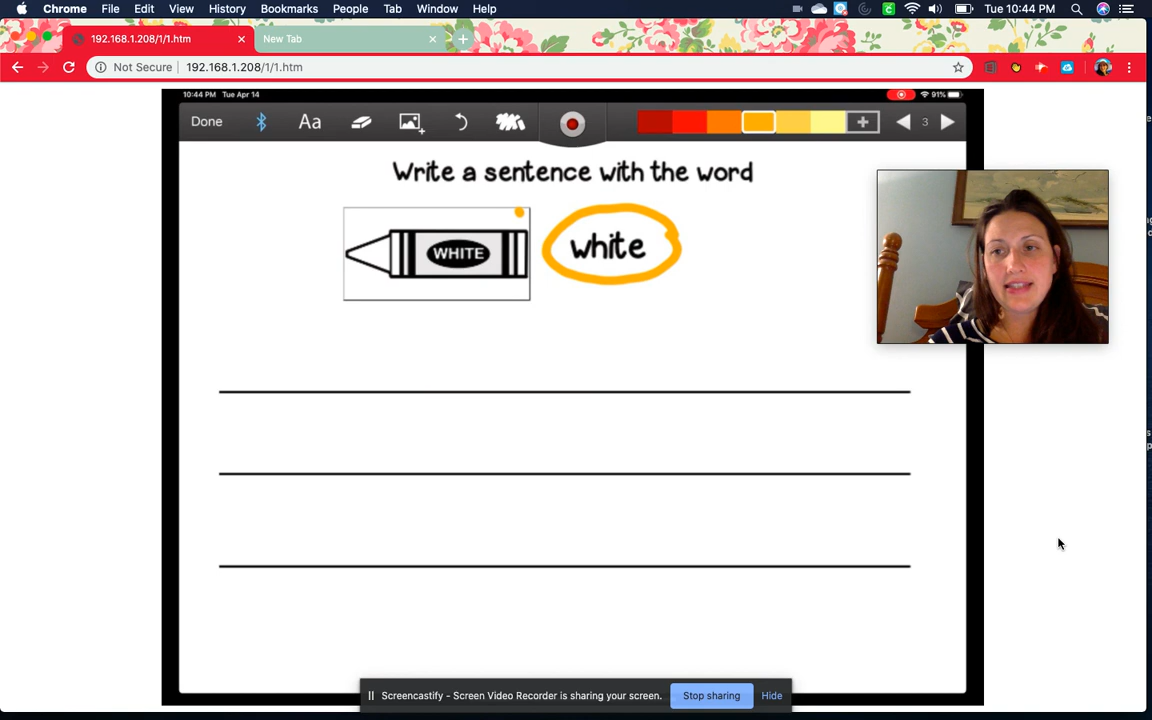 Chrome File Edit View History Bookmarks People Tab Window Help Tue 10:44 PM
192.168.1.208/1/1.htm New Tab
Not Secure 192.168.1.208/1/1.htm
10:44 PM Tue Apr 14 91%
Done Aa 3
Write a sentence with the word
WHITE white
Screencastify - Screen Video Recorder is sharing your screen. Stop sharing Hide